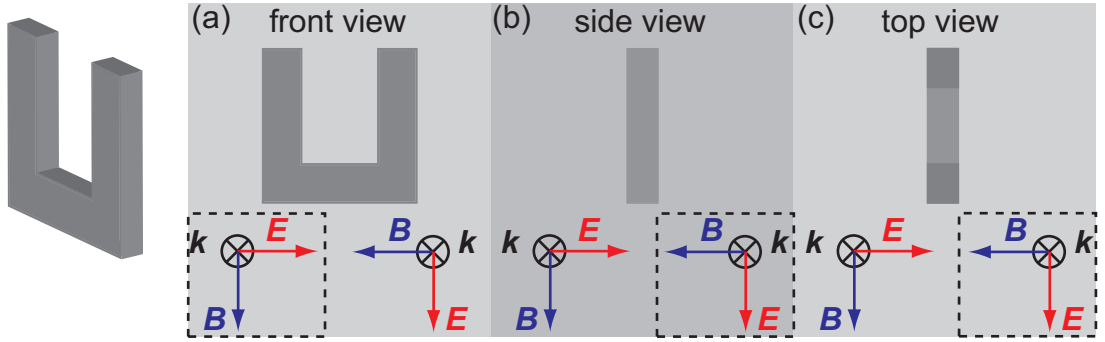 (a) front view
(b) side view
(c) top view
k E B k
B E
k E B k
B E
k E B k
B E